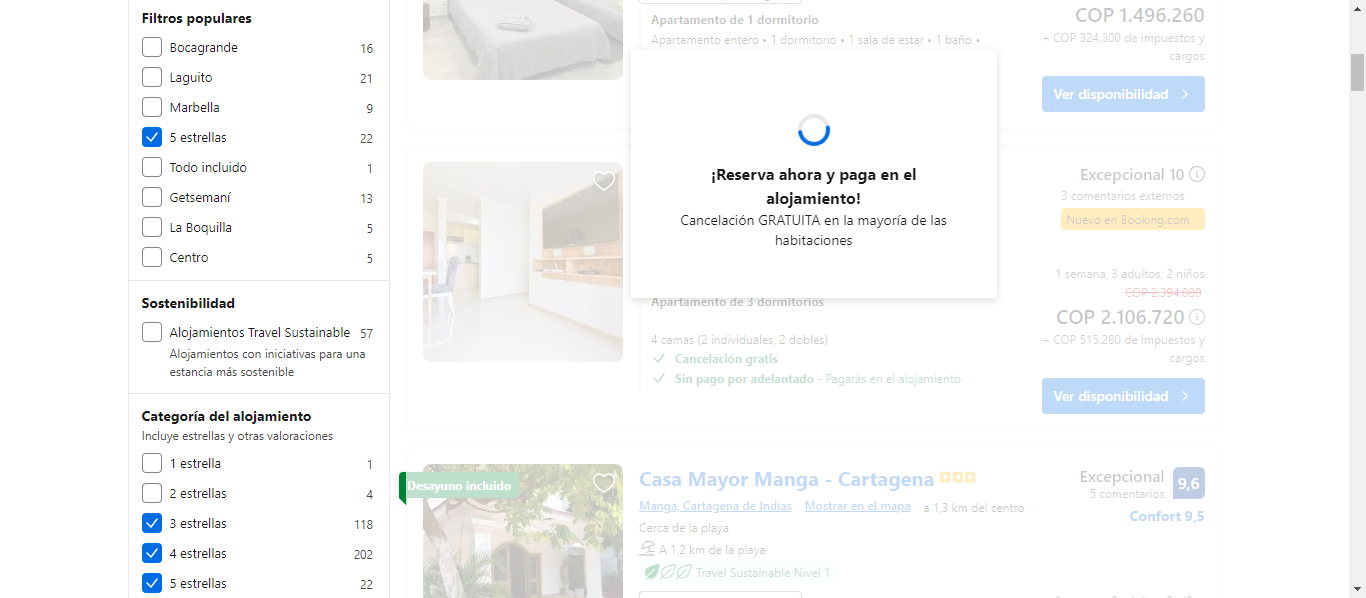 Filtros populares
Bocagrande 16
Laguito 21
Marbella 9
5 estrellas 22
Todo incluido 1
Getsemaní 13
La Boquilla 5
Centro 5
Sostenibilidad
Alojamientos Travel Sustainable 57
Alojamientos con iniciativas para una
estancia más sostenible
Categoría del alojamiento
Incluye estrellas y otras valoraciones
1 estrella 1
2 estrellas 4
3 estrellas 118
4 estrellas 202
5 estrellas 22
Apartamento de 1 dormitorio
Apartamento entero • 1 dormitorio • 1 sala de estar • 1 baño •
COP 1.496.260
+ COP 324.300 de impuestos y
cargos
Ver disponibilidad
¡Reserva ahora y paga en el
alojamiento!
Cancelación GRATUITA en la mayoría de las
habitaciones
Excepcional 10
3 comentarios externos
Nuevo en Booking.com
1 semana, 3 adultos, 2 niños
COP 2.394.000
COP 2.106.720
+ COP 515.280 de impuestos y
cargos
Ver disponibilidad
Apartamento de 3 dormitorios
4 camas (2 individuales, 2 dobles)
Cancelación gratis
Sin pago por adelantado - Pagarás en el alojamiento
Desayuno incluido
Casa Mayor Manga - Cartagena
Manga, Cartagena de Indias Mostrar en el mapa a 1,3 km del centro
Cerca de la playa
A 1,2 km de la playa
Travel Sustainable Nivel 1
Excepcional 9,6
5 comentarios
Confort 9,5